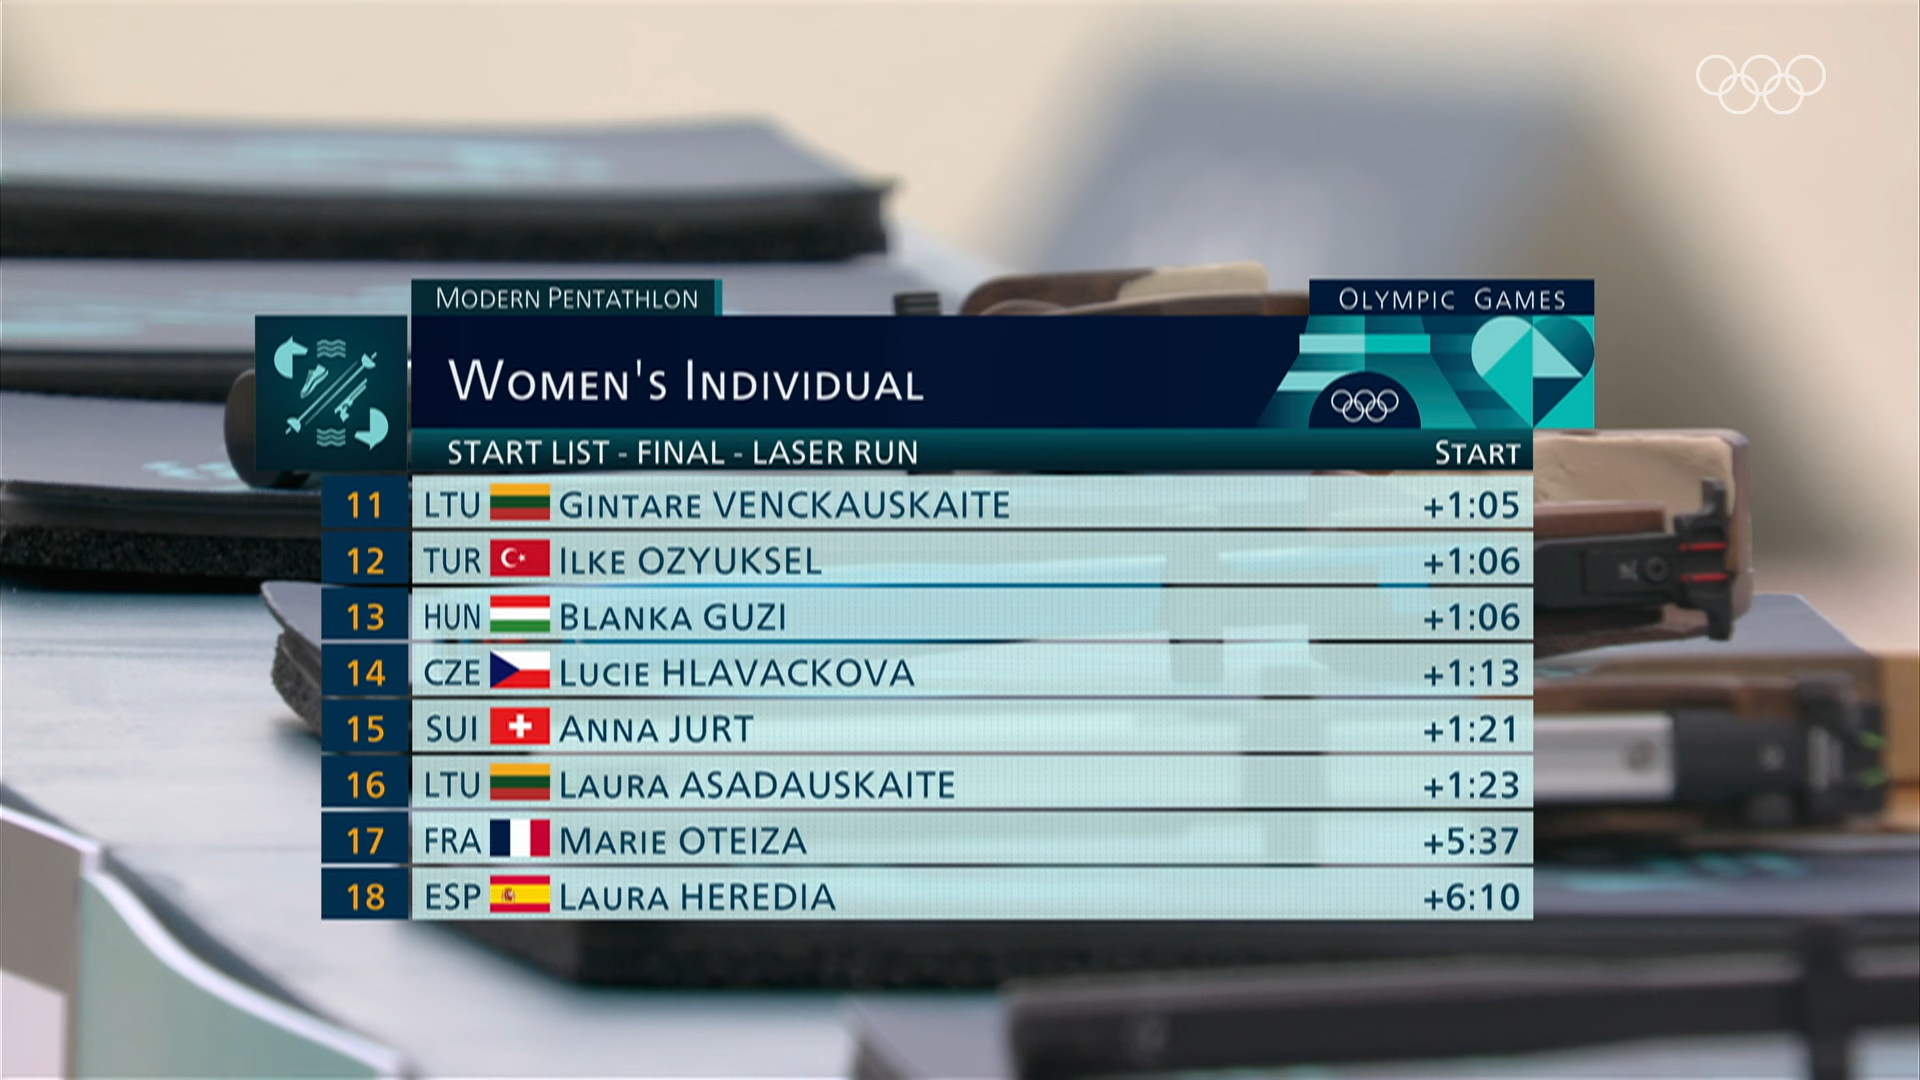 MODERN PENTATHLON
OLYMPIC GAMES
WOMEN'S INDIVIDUAL
START LIST - FINAL - LASER RUN START
11 LTU GINTARE VENCKAUSKAITE +1:05
12 TUR ILKE OZYUKSEL +1:06
13 HUN BLANKA GUZI +1:06
14 CZE LUCIE HLAVACKOVA +1:13
15 SUI ANNA JURT +1:21
16 LTU LAURA ASADAUSKAITE +1:23
17 FRA MARIE OTEIZA +5:37
18 ESP LAURA HEREDIA +6:10